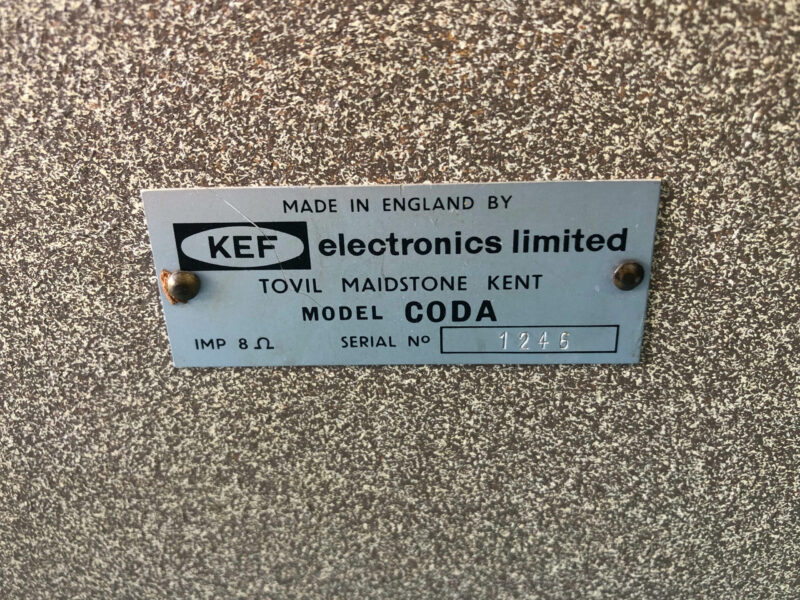 MADE IN ENGLAND BY
KEF electronics limited
TOVIL MAIDSTONE KENT
MODEL CODA
IMP 8 Ω SERIAL Nº 1246